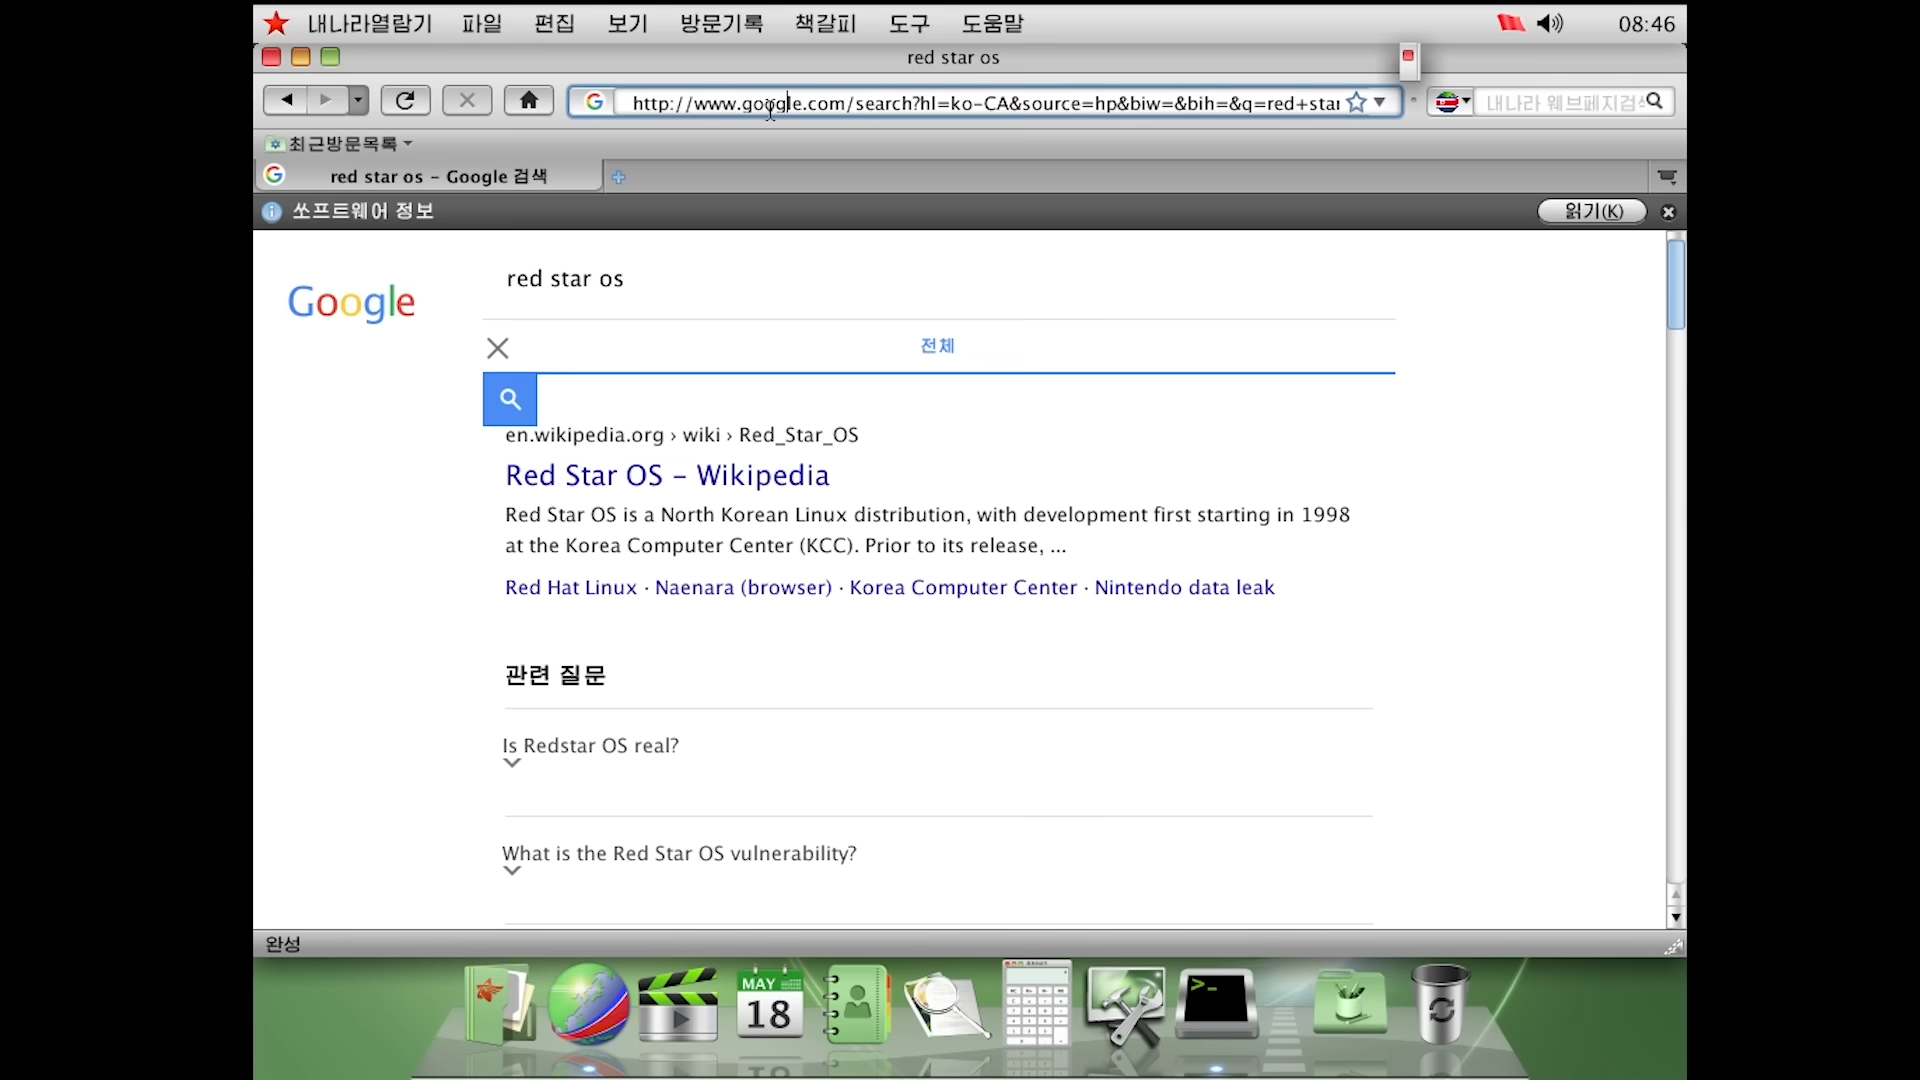 내나라열람기 파일 편집 보기 방문기록 책갈피 도구 도움말 08:46
red star os
http://www.google.com/search?hl=ko-CA&source=hp&biw=&bih=&q=red+star 내나라 웨브페지검색
최근방문목록
red star os – Google 검색
쏘프트웨어 정보 읽기(K)
Google
red star os
전체
en.wikipedia.org › wiki › Red_Star_OS
Red Star OS – Wikipedia
Red Star OS is a North Korean Linux distribution, with development first starting in 1998
at the Korea Computer Center (KCC). Prior to its release, ...
Red Hat Linux · Naenara (browser) · Korea Computer Center · Nintendo data leak
관련 질문
Is Redstar OS real?
What is the Red Star OS vulnerability?
완성
MAY
18